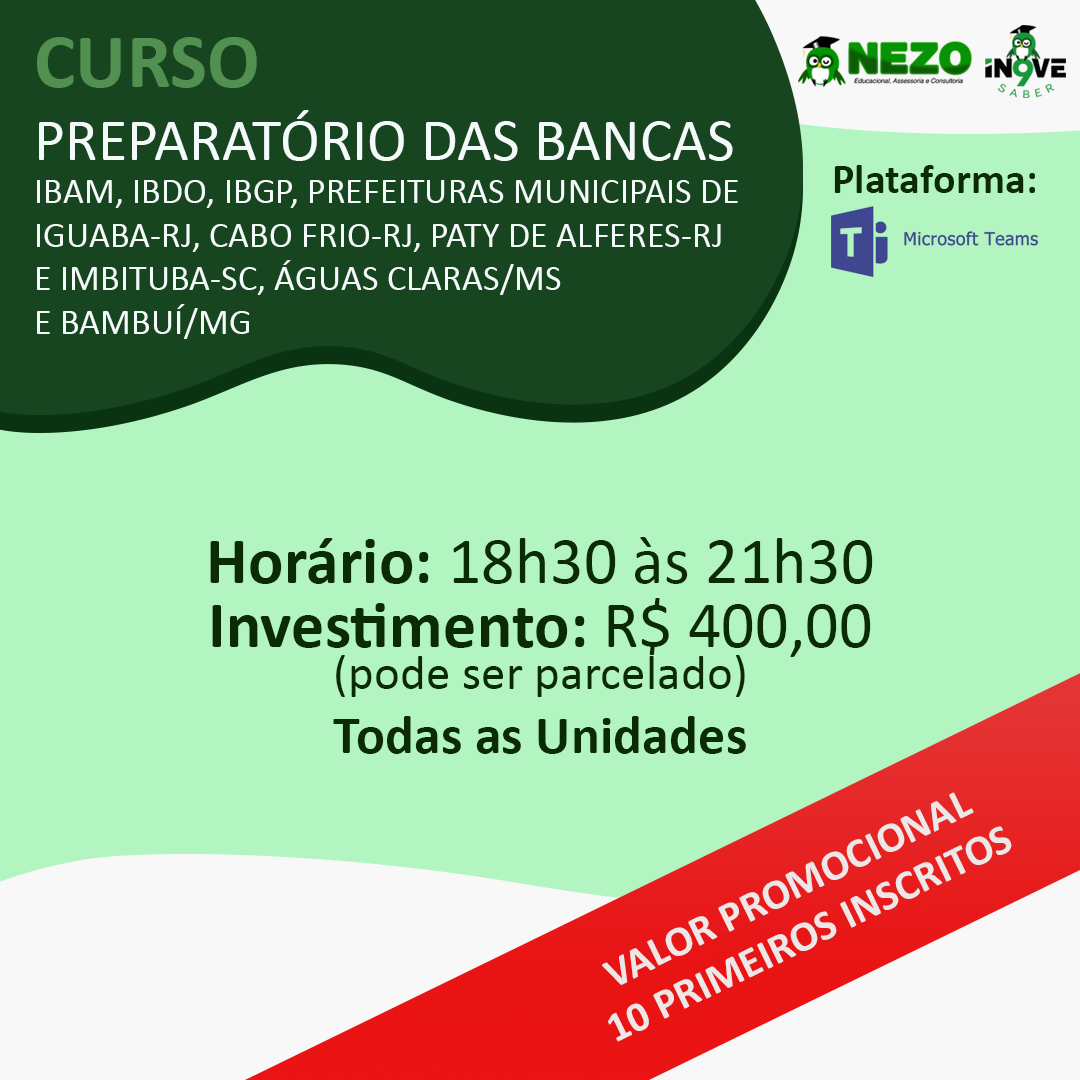 CURSO
PREPARATÓRIO DAS BANCAS
IBAM, IBDO, IBGP, PREFEITURAS MUNICIPAIS DE
IGUABA-RJ, CABO FRIO-RJ, PATY DE ALFERES-RJ
E IMBITUBA-SC, ÁGUAS CLARAS/MS
E BAMBUÍ/MG
NEZO
Educacional, Assessoria e Consultoria
IN9VE
SABER
Plataforma:
Microsoft Teams
Horário: 18h30 às 21h30
Investimento: R$ 400,00
(pode ser parcelado)
Todas as Unidades
VALOR PROMOCIONAL
10 PRIMEIROS INSCRITOS